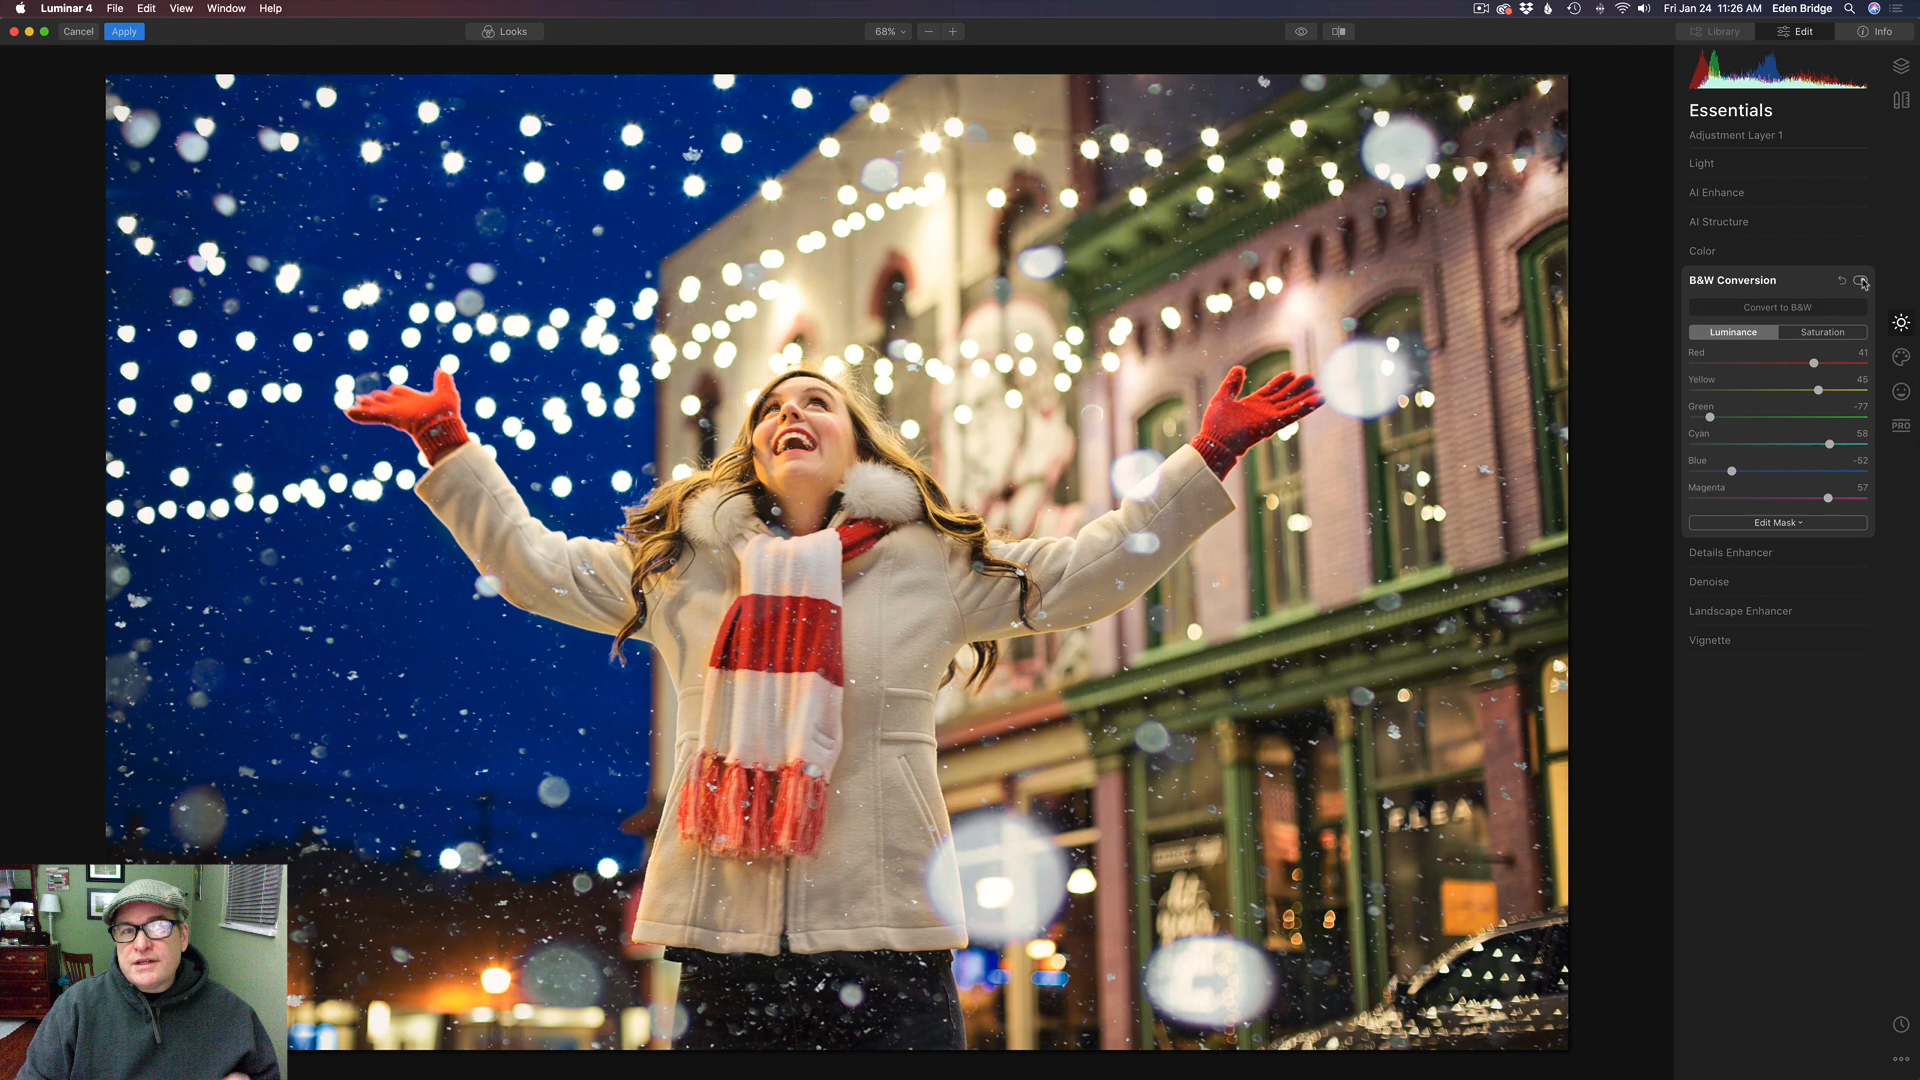 Luminar 4 File Edit View Window Help Fri Jan 24 11:26 AM Eden Bridge
Cancel Apply Looks 68% Library Edit Info
Essentials
Adjustment Layer 1
Light
AI Enhance
AI Structure
Color
B&W Conversion
Convert to B&W
Luminance Saturation
Red 41
Yellow 45
Green -77
Cyan 58
Blue -52
Magenta 57
PRO
Edit Mask
Details Enhancer
Denoise
Landscape Enhancer
Vignette
FLEA